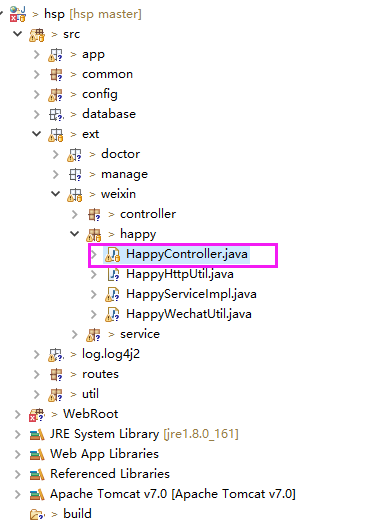 > hsp [hsp master]
> src
> app
> common
> config
> database
> ext
> doctor
> manage
> weixin
> controller
> happy
> HappyController.java
> HappyHttpUtil.java
> HappyServiceImpl.java
> HappyWechatUtil.java
> service
> log.log4j2
> routes
> util
> WebRoot
JRE System Library [jre1.8.0_161]
Web App Libraries
Referenced Libraries
Apache Tomcat v7.0 [Apache Tomcat v7.0]
> build